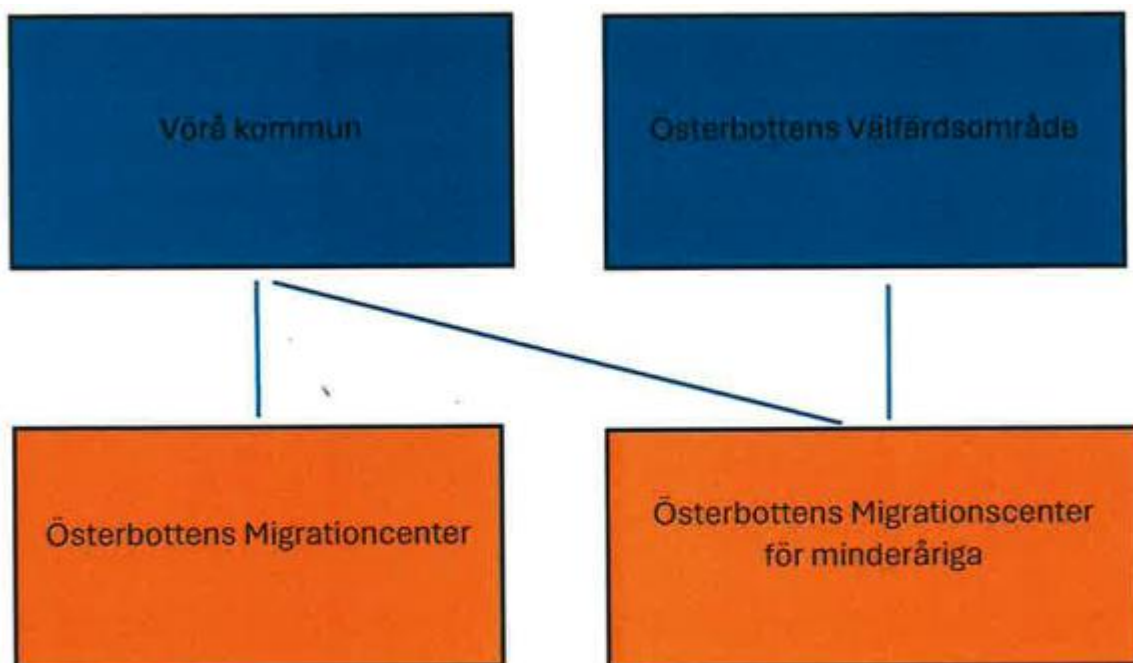 Vörå kommun
Österbottens Välfärdsområde
Österbottens Migrationcenter
Österbottens Migrationscenter
för minderåriga